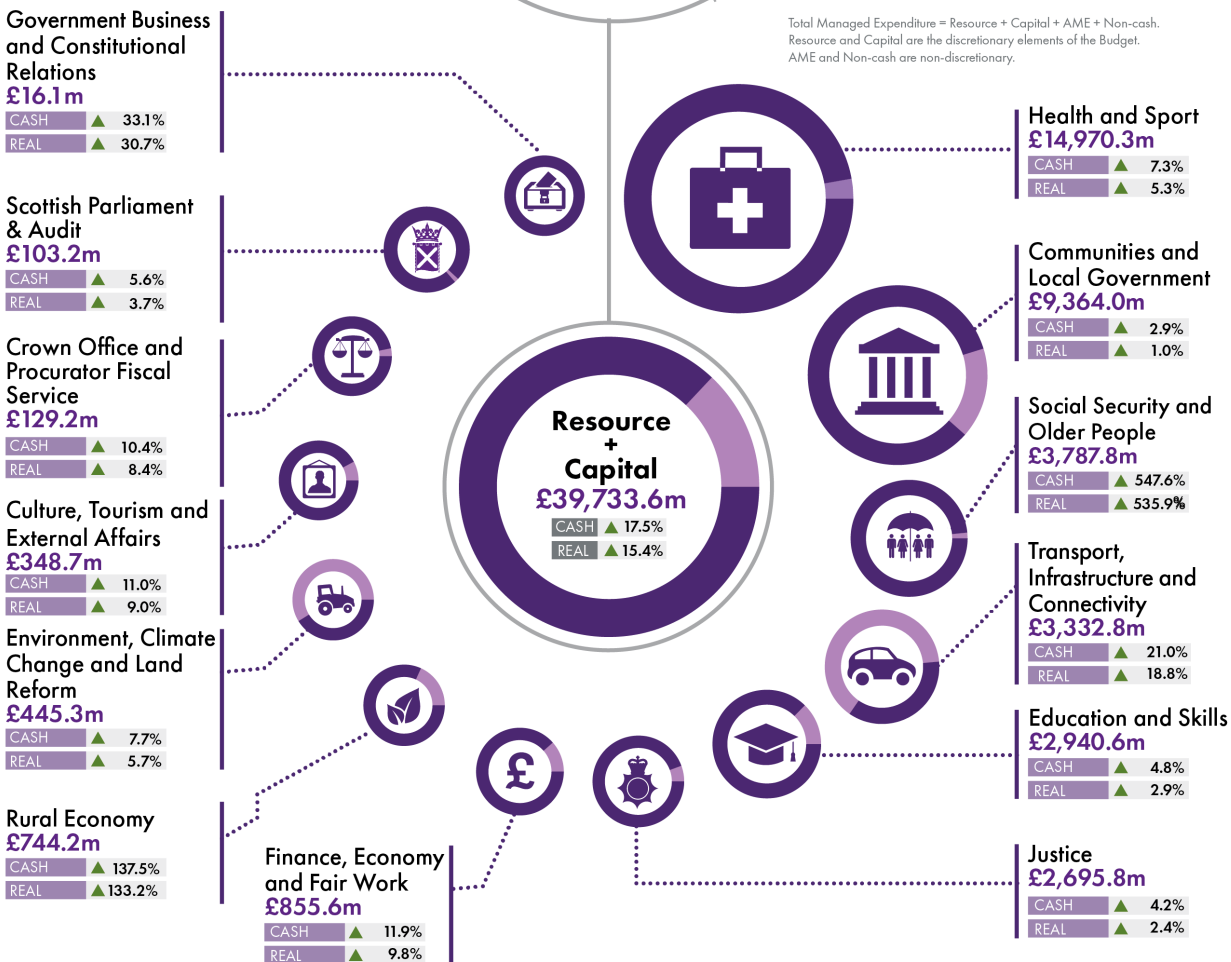 Government Business
and Constitutional
Relations
£16.1m
CASH ▲ 33.1%
REAL ▲ 30.7%
Scottish Parliament
& Audit
£103.2m
CASH ▲ 5.6%
REAL ▲ 3.7%
Crown Office and
Procurator Fiscal
Service
£129.2m
CASH ▲ 10.4%
REAL ▲ 8.4%
Culture, Tourism and
External Affairs
£348.7m
CASH ▲ 11.0%
REAL ▲ 9.0%
Environment, Climate
Change and Land
Reform
£445.3m
CASH ▲ 7.7%
REAL ▲ 5.7%
Rural Economy
£744.2m
CASH ▲ 137.5%
REAL ▲ 133.2%
Finance, Economy
and Fair Work
£855.6m
CASH ▲ 11.9%
REAL ▲ 9.8%
£
Resource
+
Capital
£39,733.6m
CASH ▲ 17.5%
REAL ▲ 15.4%
Total Managed Expenditure = Resource + Capital + AME + Non-cash.
Resource and Capital are the discretionary elements of the Budget.
AME and Non-cash are non-discretionary.
Health and Sport
£14,970.3m
CASH ▲ 7.3%
REAL ▲ 5.3%
Communities and
Local Government
£9,364.0m
CASH ▲ 2.9%
REAL ▲ 1.0%
Social Security and
Older People
£3,787.8m
CASH ▲ 547.6%
REAL ▲ 535.9%
Transport,
Infrastructure and
Connectivity
£3,332.8m
CASH ▲ 21.0%
REAL ▲ 18.8%
Education and Skills
£2,940.6m
CASH ▲ 4.8%
REAL ▲ 2.9%
Justice
£2,695.8m
CASH ▲ 4.2%
REAL ▲ 2.4%